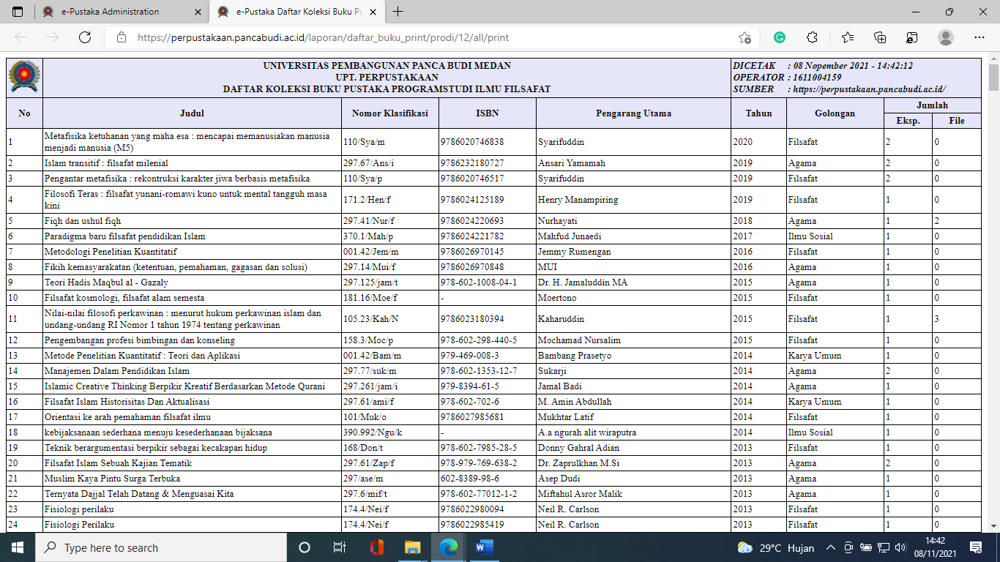 e-Pustaka Administration
e-Pustaka Daftar Koleksi Buku Pu
https://perpustakaan.pancabudi.ac.id/laporan/daftar_buku_print/prodi/12/all/print
UNIVERSITAS PEMBANGUNAN PANCA BUDI MEDAN
UPT. PERPUSTAKAAN
DAFTAR KOLEKSI BUKU PUSTAKA PROGRAMSTUDI ILMU FILSAFAT
DICETAK : 08 Nopember 2021 - 14:42:12
OPERATOR : 1611004159
SUMBER : https://perpustakaan.pancabudi.ac.id/
No Judul Nomor Klasifikasi ISBN Pengarang Utama Tahun Golongan Jumlah
Eksp. File
1 Metafisika ketuhanan yang maha esa : mencapai memanusiakan manusia
menjadi manusia (M5) 110/Sya/m 9786020746838 Syarifuddin 2020 Filsafat 2 0
2 Islam transitif : filsafat milenial 297.67/Ans/i 9786232180727 Ansari Yamamah 2019 Agama 2 0
3 Pengantar metafisika : rekontruksi karakter jiwa berbasis metafisika 110/Sya/p 9786020746517 Syarifuddin 2019 Filsafat 2 0
4 Filosofi Teras : filsafat yunani-romawi kuno untuk mental tangguh masa
kini 171.2/Hen/f 9786024125189 Henry Manampiring 2019 Filsafat 1 0
5 Fiqh dan ushul fiqh 297.41/Nur/f 9786024220693 Nurhayati 2018 Agama 1 2
6 Paradigma baru filsafat pendidikan Islam 370.1/Mah/p 9786024221782 Mahfud Junaedi 2017 Ilmu Sosial 1 0
7 Metodologi Penelitian Kuantitatif 001.42/Jem/m 9786026970145 Jemmy Rumengan 2016 Filsafat 1 0
8 Fikih kemasyarakatan (ketentuan, pemahaman, gagasan dan solusi) 297.14/Mui/f 9786026970848 MUI 2016 Agama 1 0
9 Teori Hadis Maqbul al - Gazaly 297.125/jam/t 978-602-1008-04-1 Dr. H. Jamaluddin MA 2015 Agama 1 0
10 Filsafat kosmologi, filsafat alam semesta 181.16/Moe/f - Moertono 2015 Filsafat 1 0
11 Nilai-nilai filosofi perkawinan : menurut hukum perkawinan islam dan
undang-undang RI Nomor 1 tahun 1974 tentang perkawinan 105.23/Kah/N 9786023180394 Kaharuddin 2015 Filsafat 1 3
12 Pengembangan profesi bimbingan dan konseling 158.3/Moc/p 978-602-298-440-5 Mochamad Nursalim 2015 Filsafat 1 0
13 Metode Penelitian Kuantitatif : Teori dan Aplikasi 001.42/Bam/m 979-469-008-3 Bambang Prasetyo 2014 Karya Umum 1 0
14 Manajemen Dalam Pendidikan Islam 297.77/suk/m 978-602-1353-12-7 Sukarji 2014 Agama 2 0
15 Islamic Creative Thinking Berpikir Kreatif Berdasarkan Metode Qurani 297.261/jam/i 979-8394-61-5 Jamal Badi 2014 Agama 1 0
16 Filsafat Islam Historisitas Dan Aktualisasi 297.61/ami/f 978-602-702-6 M. Amin Abdullah 2014 Karya Umum 1 0
17 Orientasi ke arah pemahaman filsafat ilmu 101/Muk/o 9786027985681 Mukhtar Latif 2014 Filsafat 1 0
18 kebijaksanaan sederhana menuju kesederhanaan bijaksana 390.992/Ngu/k - A.a ngurah alit wiraputra 2014 Ilmu Sosial 1 0
19 Teknik berargumentasi berpikir sebagai kecakapan hidup 168/Don/t 978-602-7985-28-5 Donny Gahral Adian 2013 Filsafat 1 0
20 Filsafat Islam Sebuah Kajian Tematik 297.61/Zap/f 978-979-769-638-2 Dr. Zaprulkhan M.Si 2013 Agama 2 0
21 Muslim Kaya Pintu Surga Terbuka 297/ase/m 602-8389-98-6 Asep Dudi 2013 Agama 1 0
22 Ternyata Dajjal Telah Datang & Menguasai Kita 297.6/mif/t 978-602-77012-1-2 Miftahul Asror Malik 2013 Agama 1 0
23 Fisiologi perilaku 174.4/Nei/f 9786022980094 Neil R. Carlson 2013 Filsafat 1 0
24 Fisiologi Perilaku 174.4/Nei/f 9786022985419 Neil R. Carlson 2013 Filsafat 1 0
Type here to search
29°C Hujan
14:42
08/11/2021